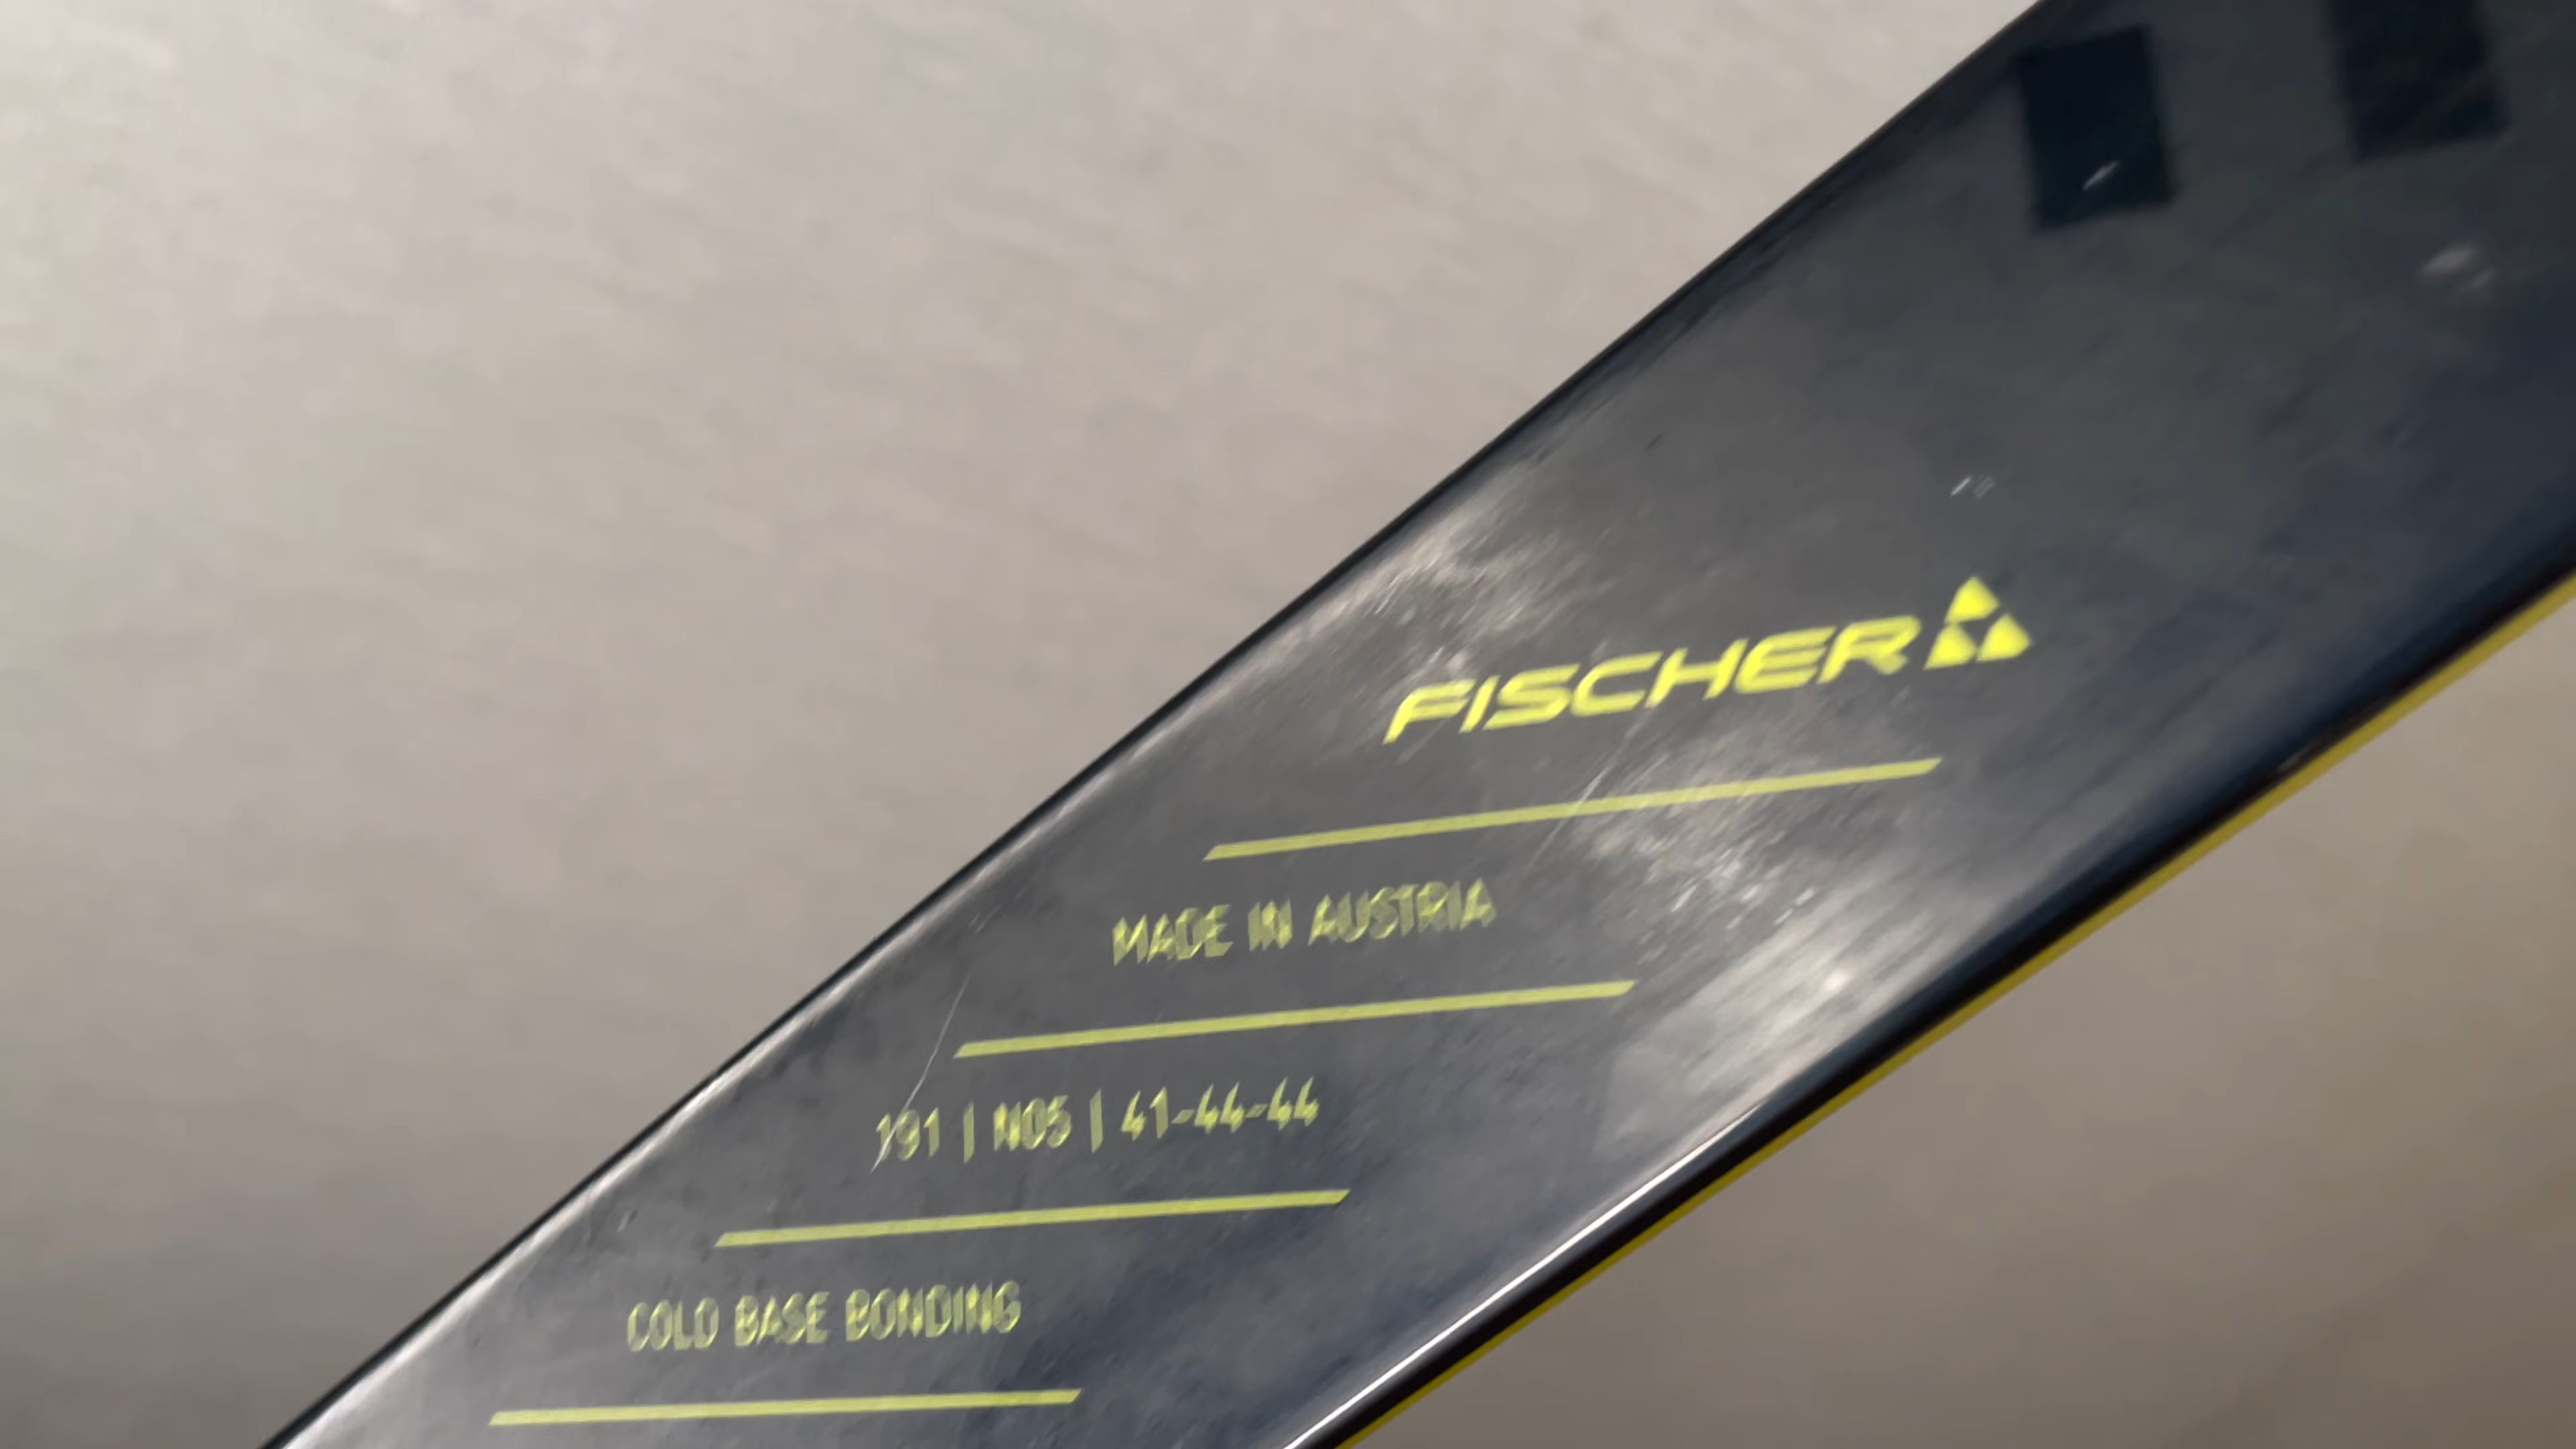 FISCHER
MADE IN AUSTRIA
191 | N05 | 41-44-44
COLD BASE BONDING